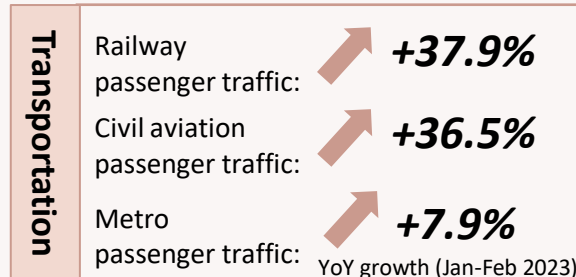 Transportation
Railway
passenger traffic:
+37.9%
Civil aviation
passenger traffic:
+36.5%
Metro
passenger traffic:
+7.9%
YoY growth (Jan-Feb 2023)